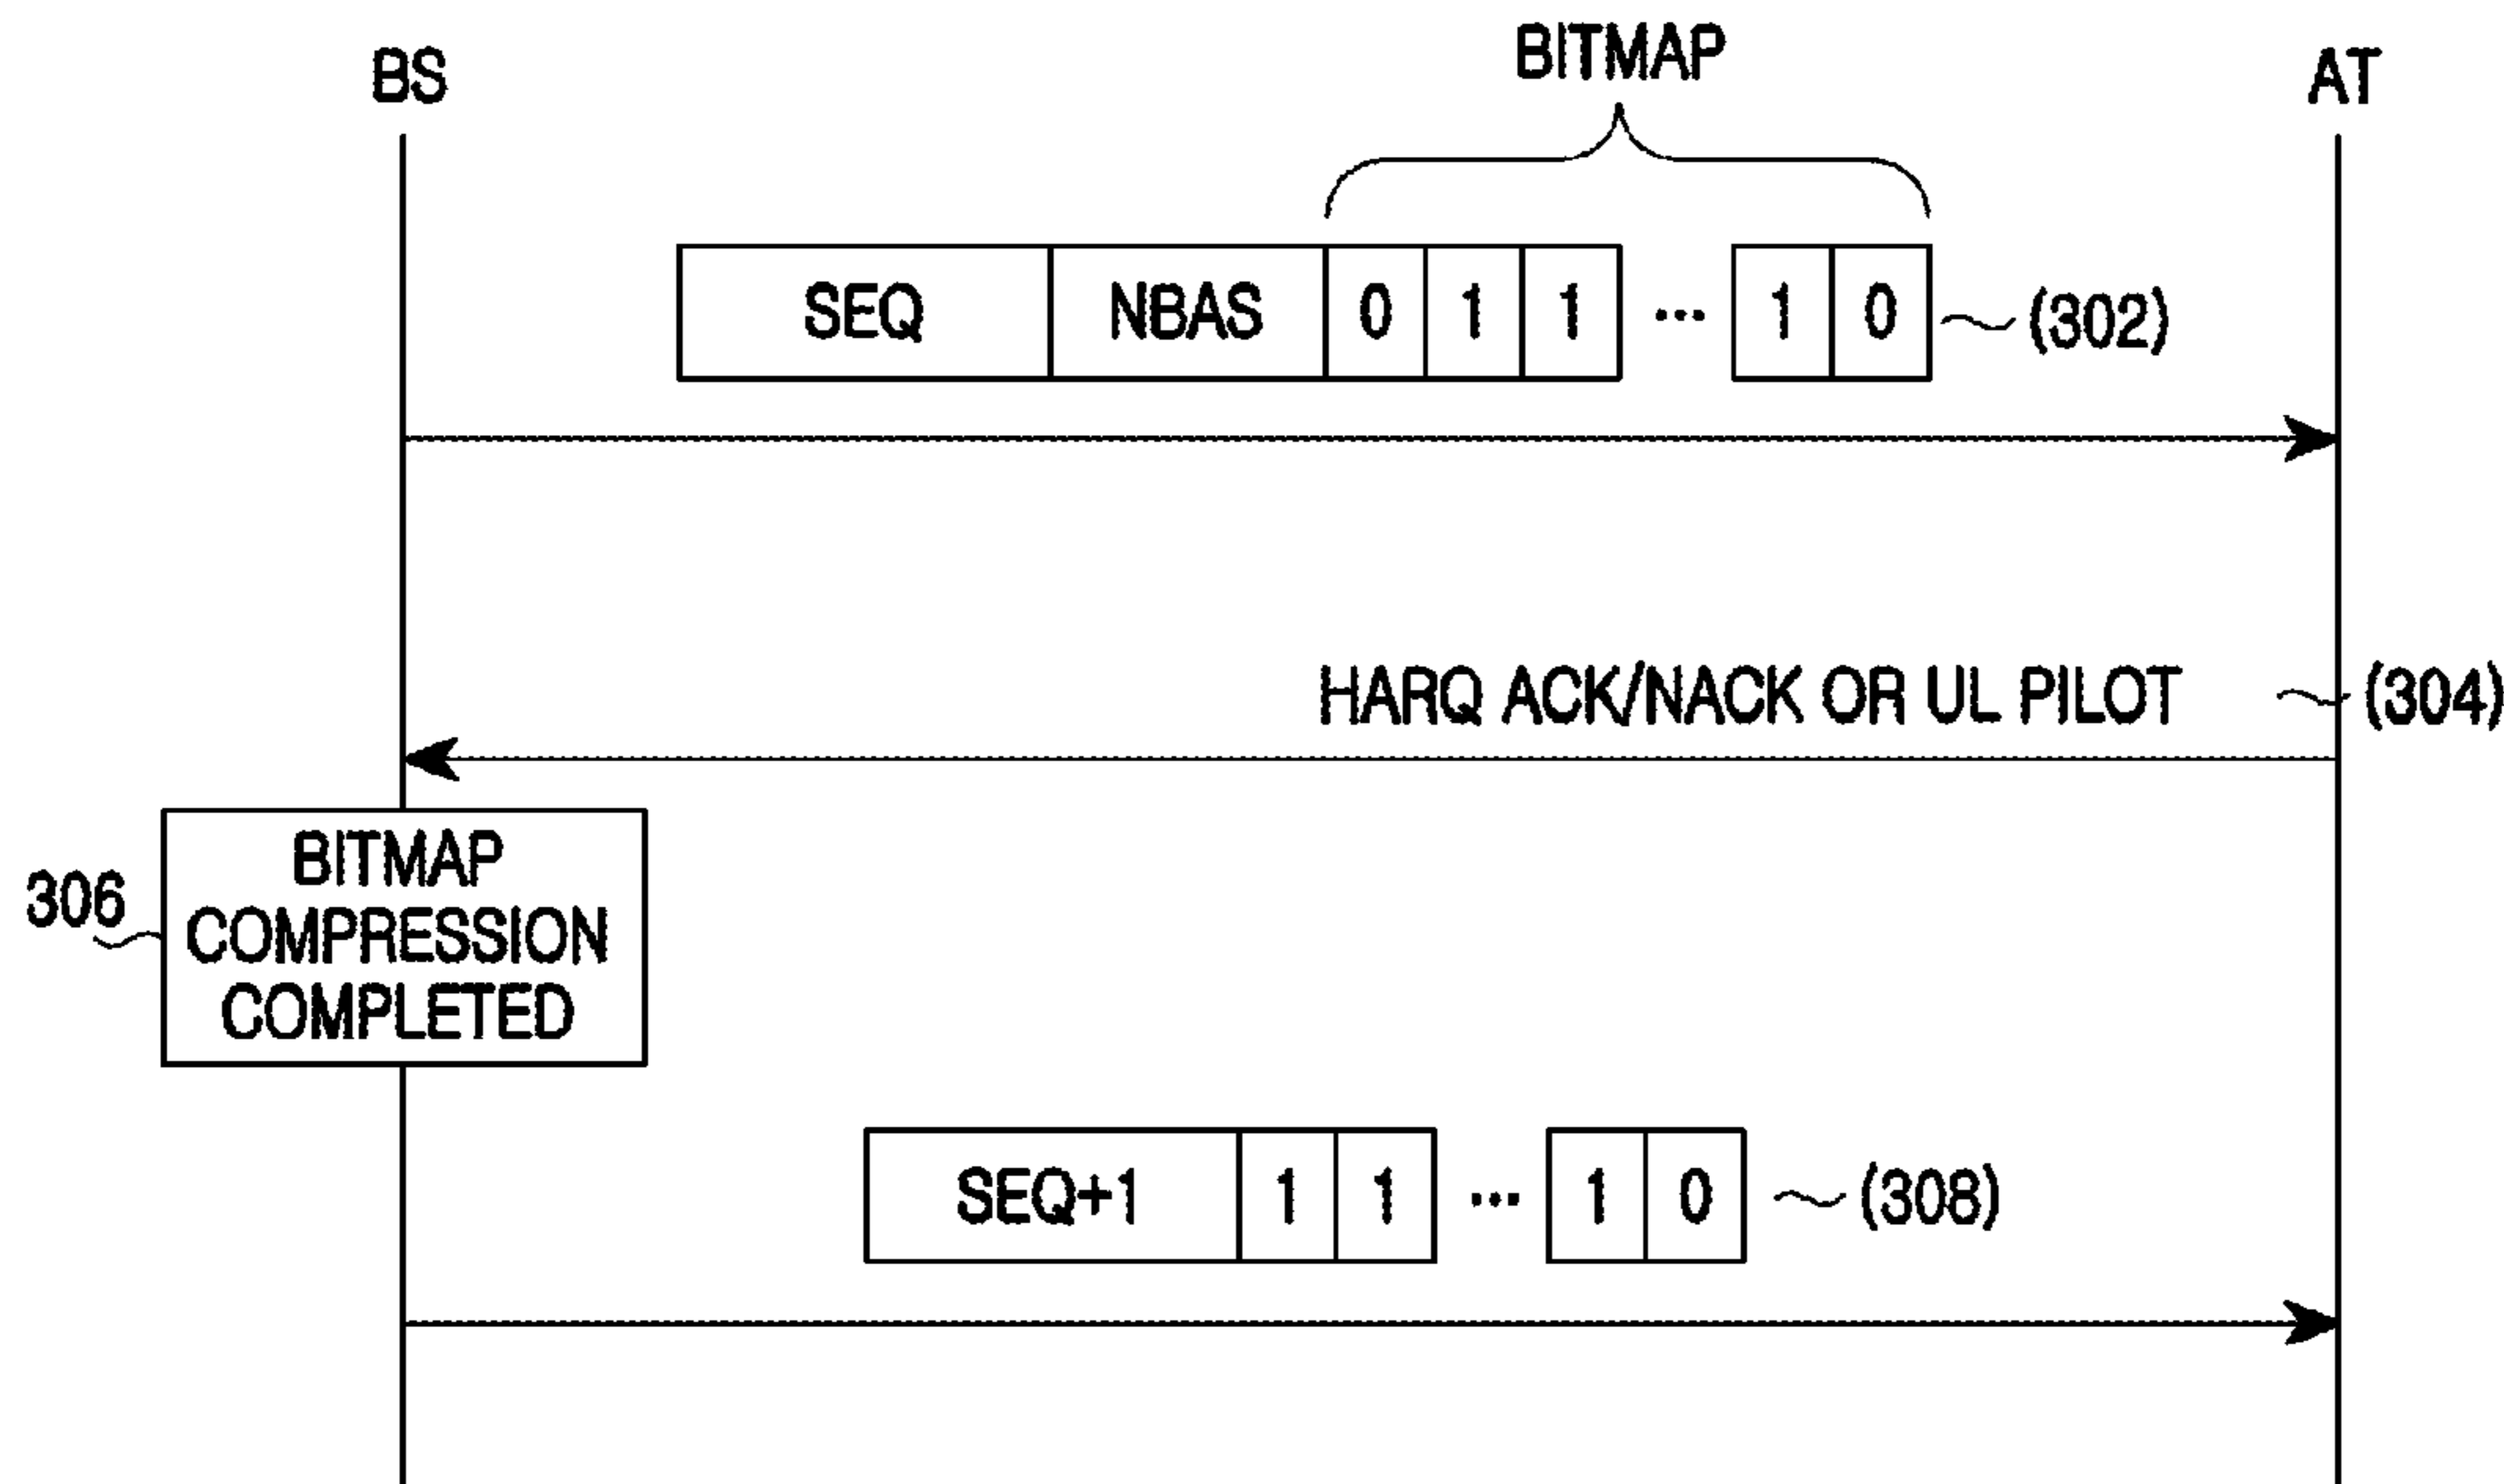 BITMAP
BS
AT
SEQ NBAS 0 1 1 ... 1 0 (302)
HARQ ACK/NACK OR UL PILOT (304)
306
BITMAP
COMPRESSION
COMPLETED
SEQ+1 1 1 ... 1 0 (308)